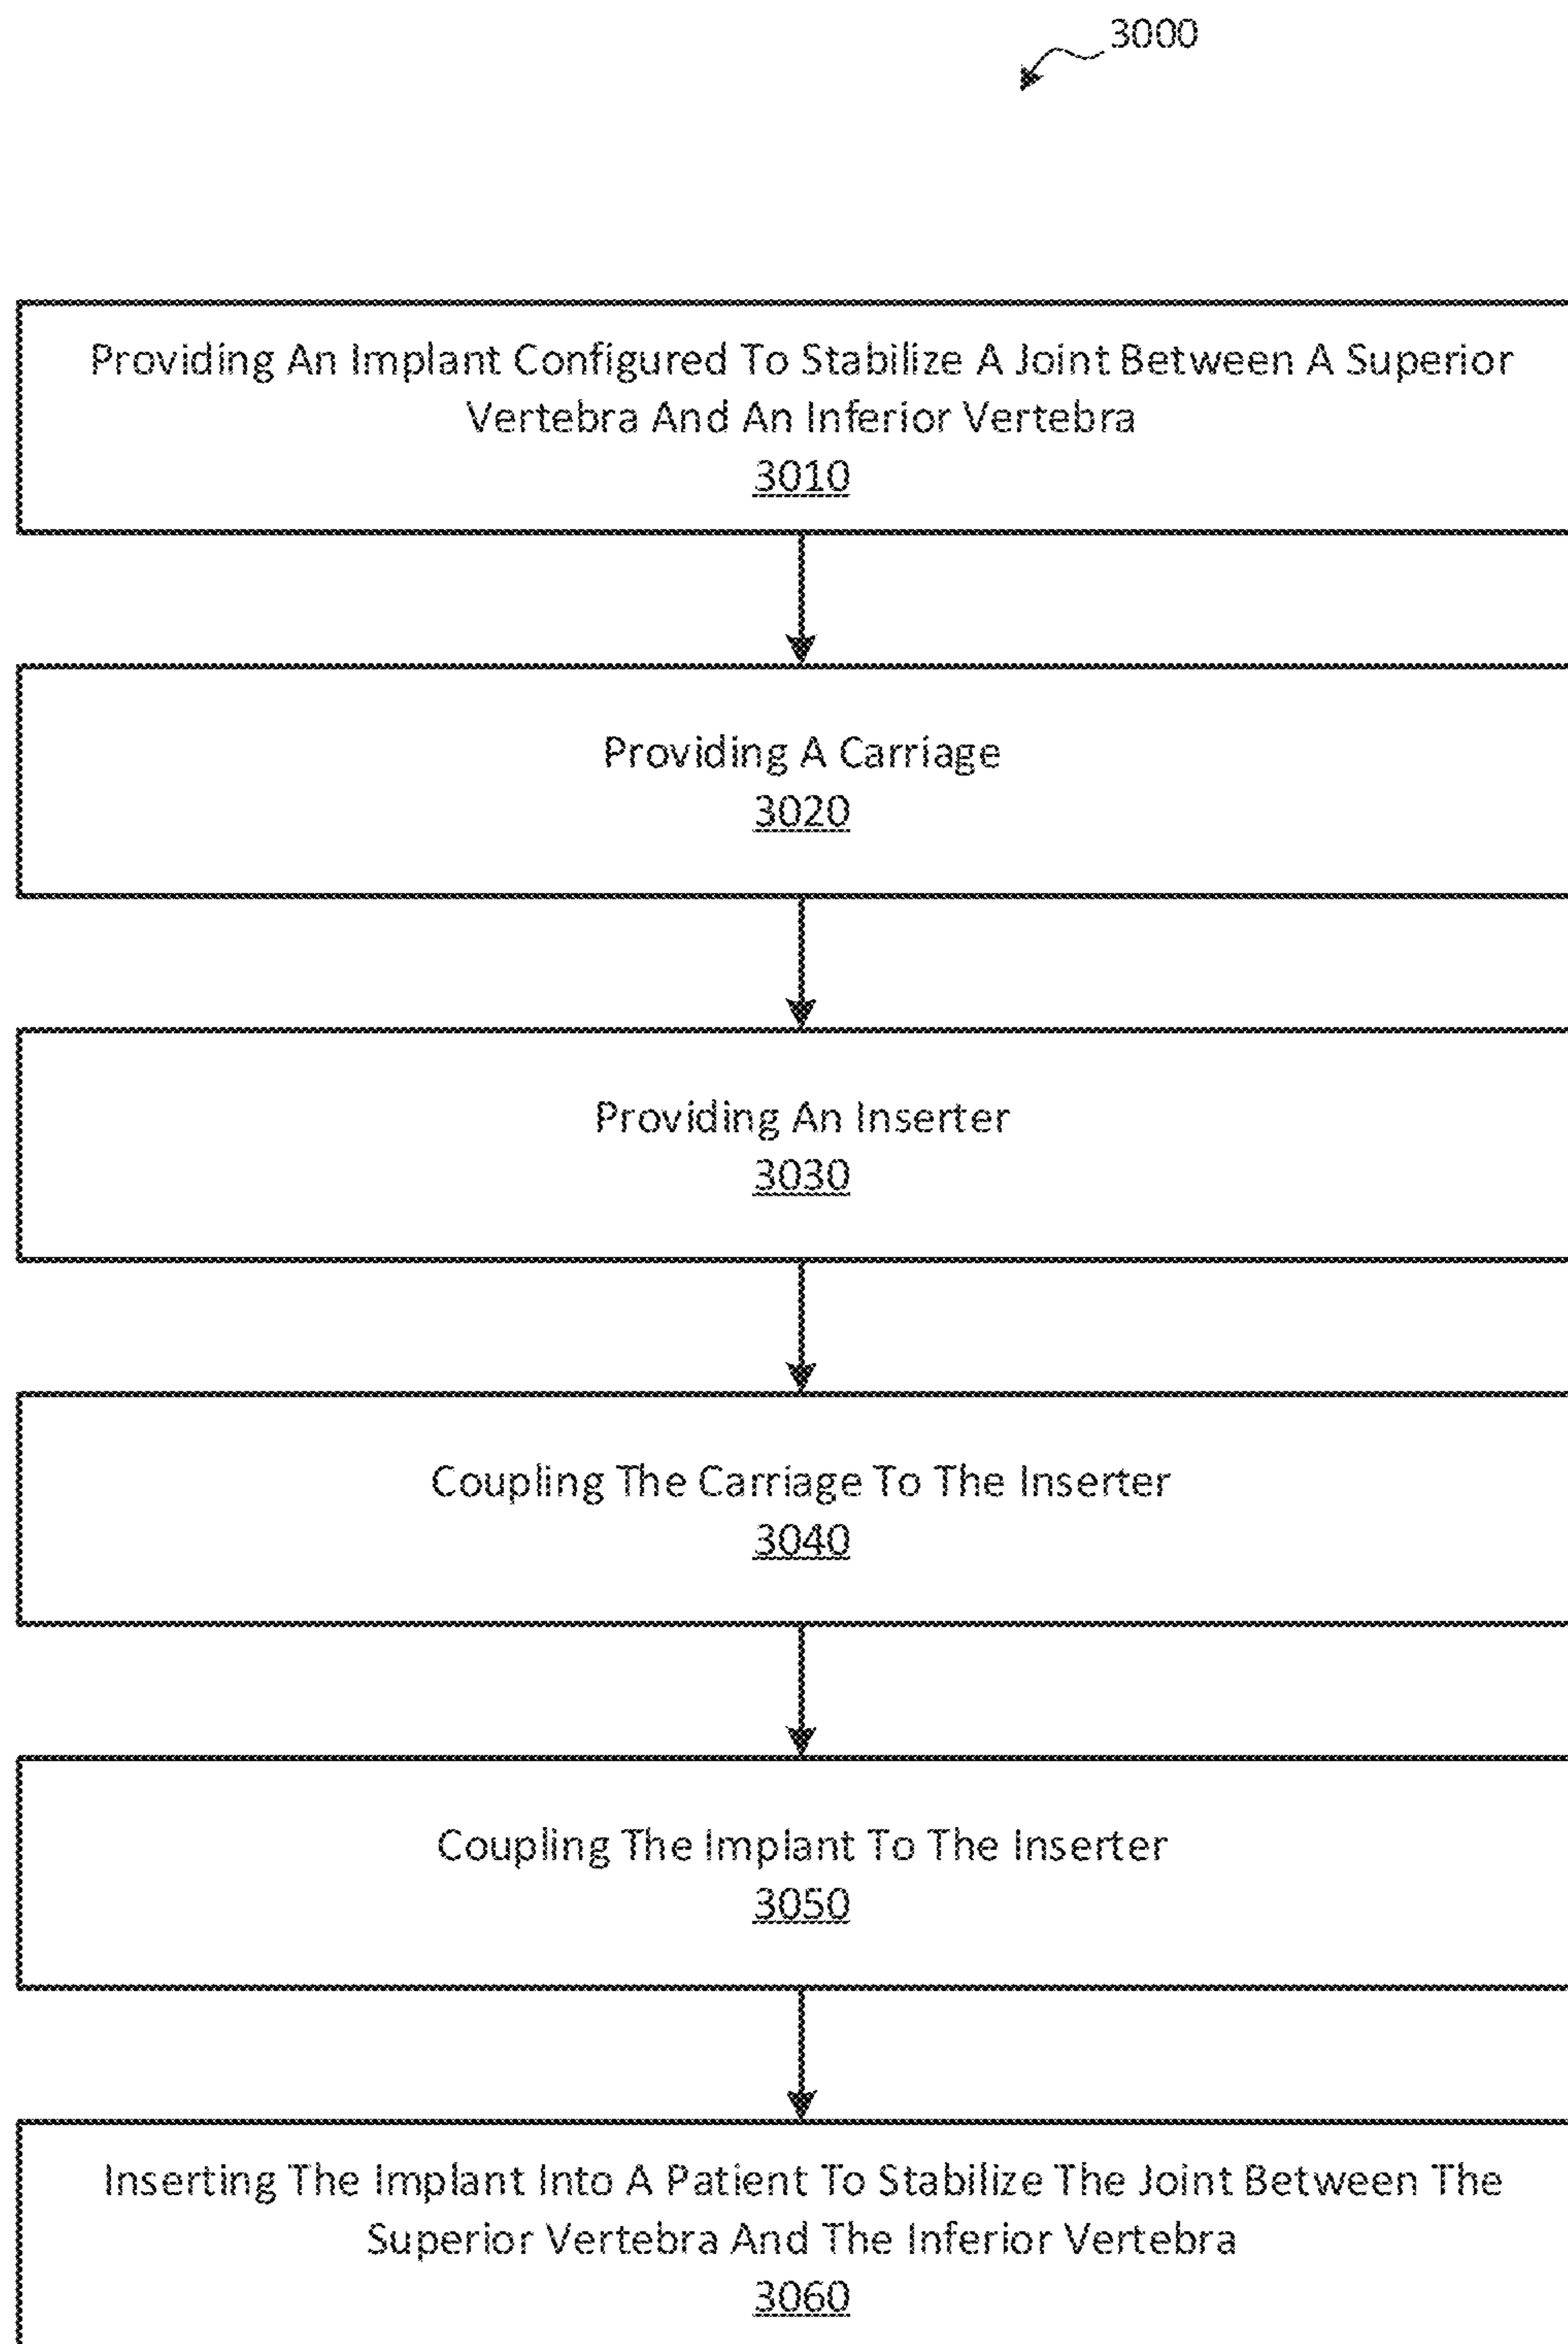 3000
Providing An Implant Configured To Stabilize A Joint Between A Superior
Vertebra And An Inferior Vertebra
3010
Providing A Carriage
3020
Providing An Inserter
3030
Coupling The Carriage To The Inserter
3040
Coupling The Implant To The Inserter
3050
Inserting The Implant Into A Patient To Stabilize The Joint Between The
Superior Vertebra And The Inferior Vertebra
3060